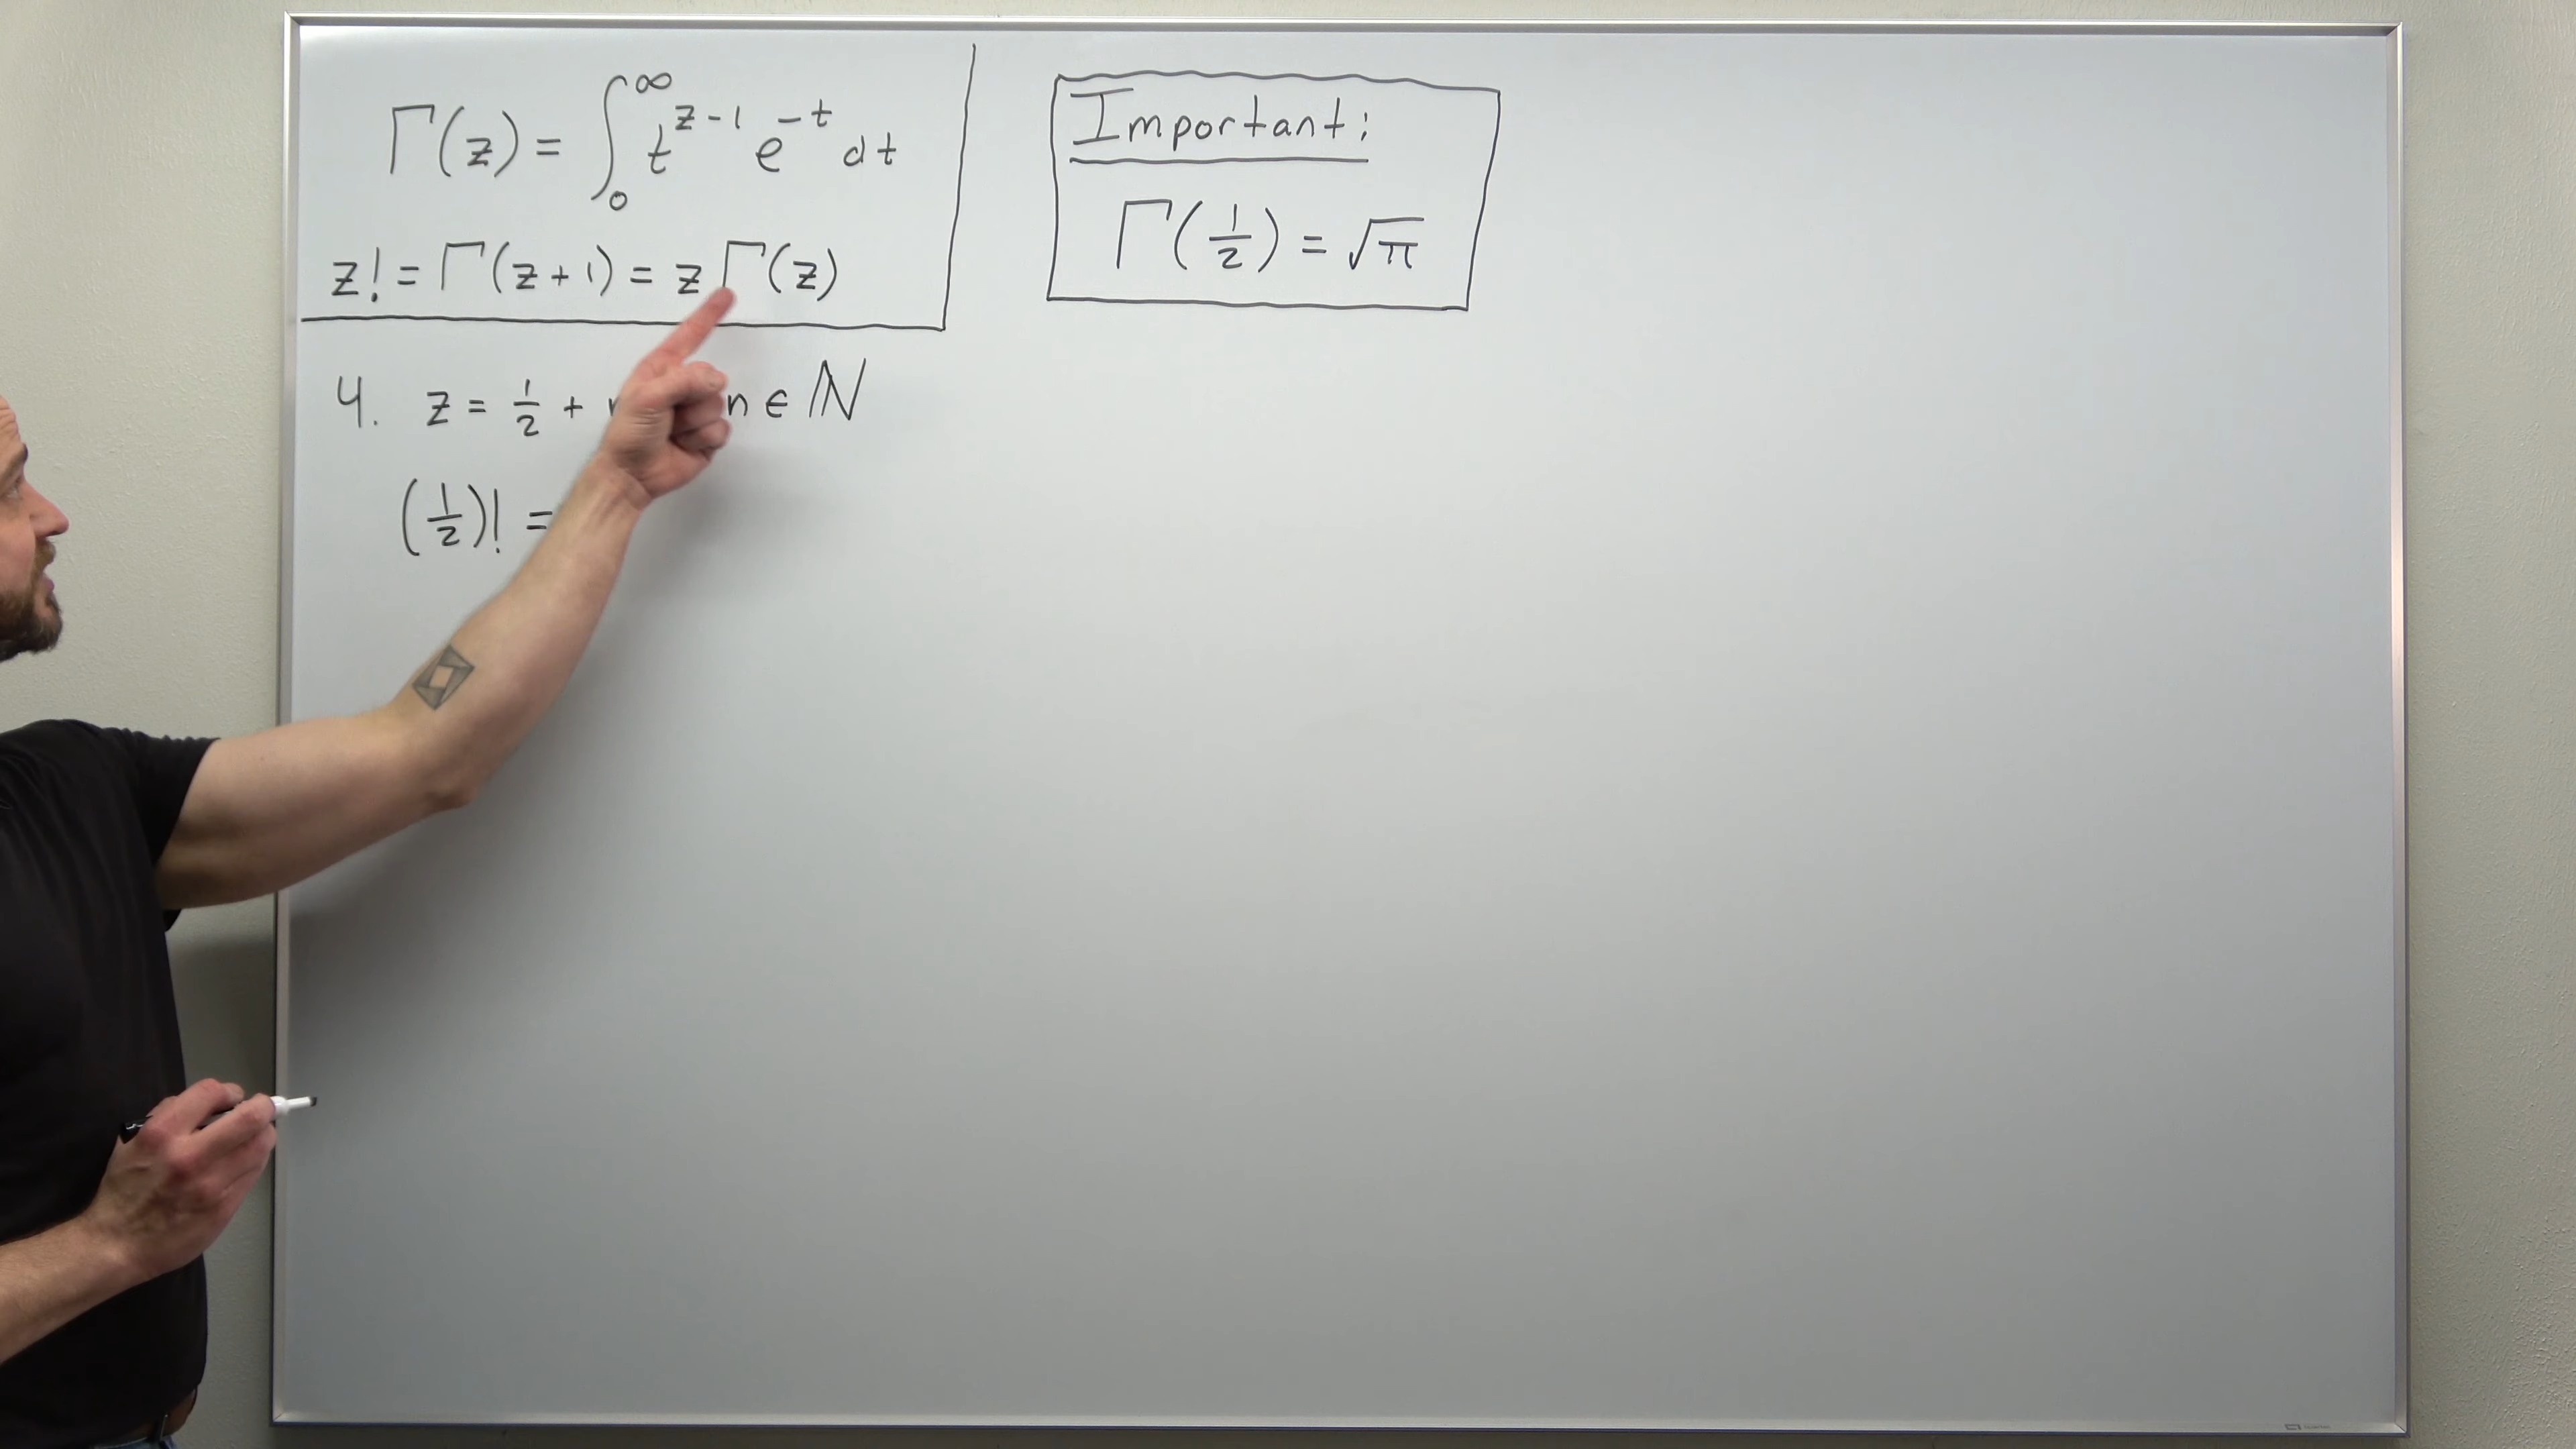 Γ(z) = ∫₀^∞ t^(z-1) e^(-t) dt
z! = Γ(z+1) = z Γ(z)
4. z = 1/2 + n ∈ ℕ
(1/2)! =
Important:
Γ(1/2) = √π